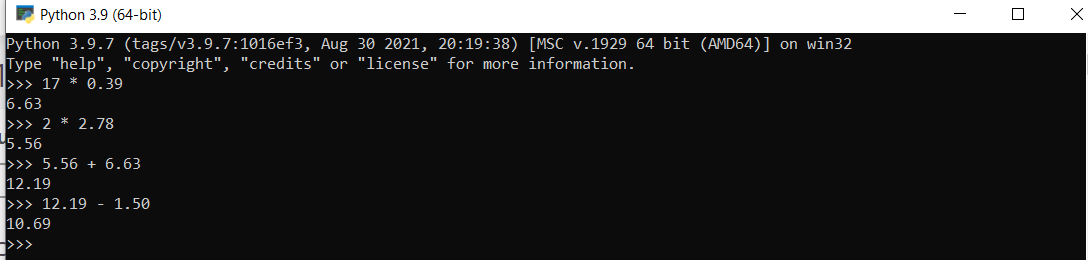 Python 3.9 (64-bit)
Python 3.9.7 (tags/v3.9.7:1016ef3, Aug 30 2021, 20:19:38) [MSC v.1929 64 bit (AMD64)] on win32
Type "help", "copyright", "credits" or "license" for more information.
>>> 17 * 0.39
6.63
>>> 2 * 2.78
5.56
>>> 5.56 + 6.63
12.19
>>> 12.19 - 1.50
10.69
>>>